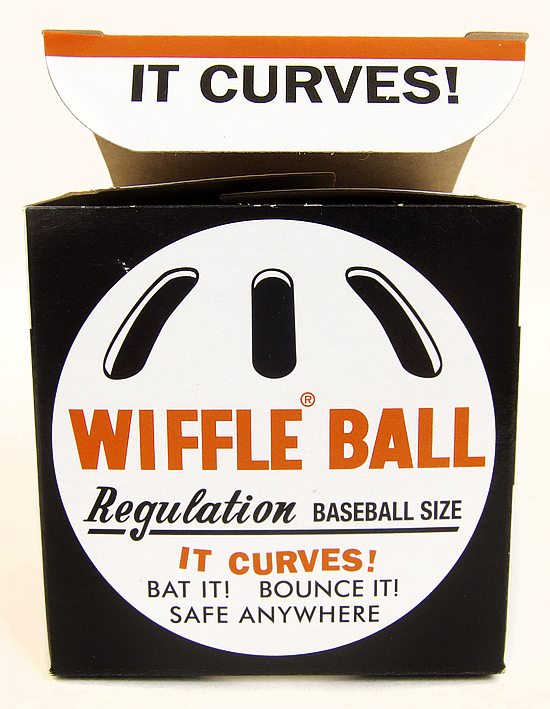 IT CURVES!
WIFFLE® BALL
Regulation BASEBALL SIZE
IT CURVES!
BAT IT! BOUNCE IT!
SAFE ANYWHERE